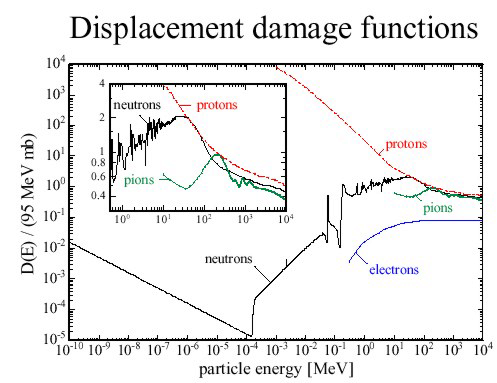 Displacement damage functions
D(E) / (95 MeV mb)
10^4
10^3
10^2
10^1
10^0
10^-1
10^-2
10^-3
10^-4
10^-5
4
2
1
0.8
0.6
0.4
neutrons
protons
pions
10^0 10^1 10^2 10^3 10^4
protons
pions
neutrons
electrons
10^-10 10^-9 10^-8 10^-7 10^-6 10^-5 10^-4 10^-3 10^-2 10^-1 10^0 10^1 10^2 10^3 10^4
particle energy [MeV]